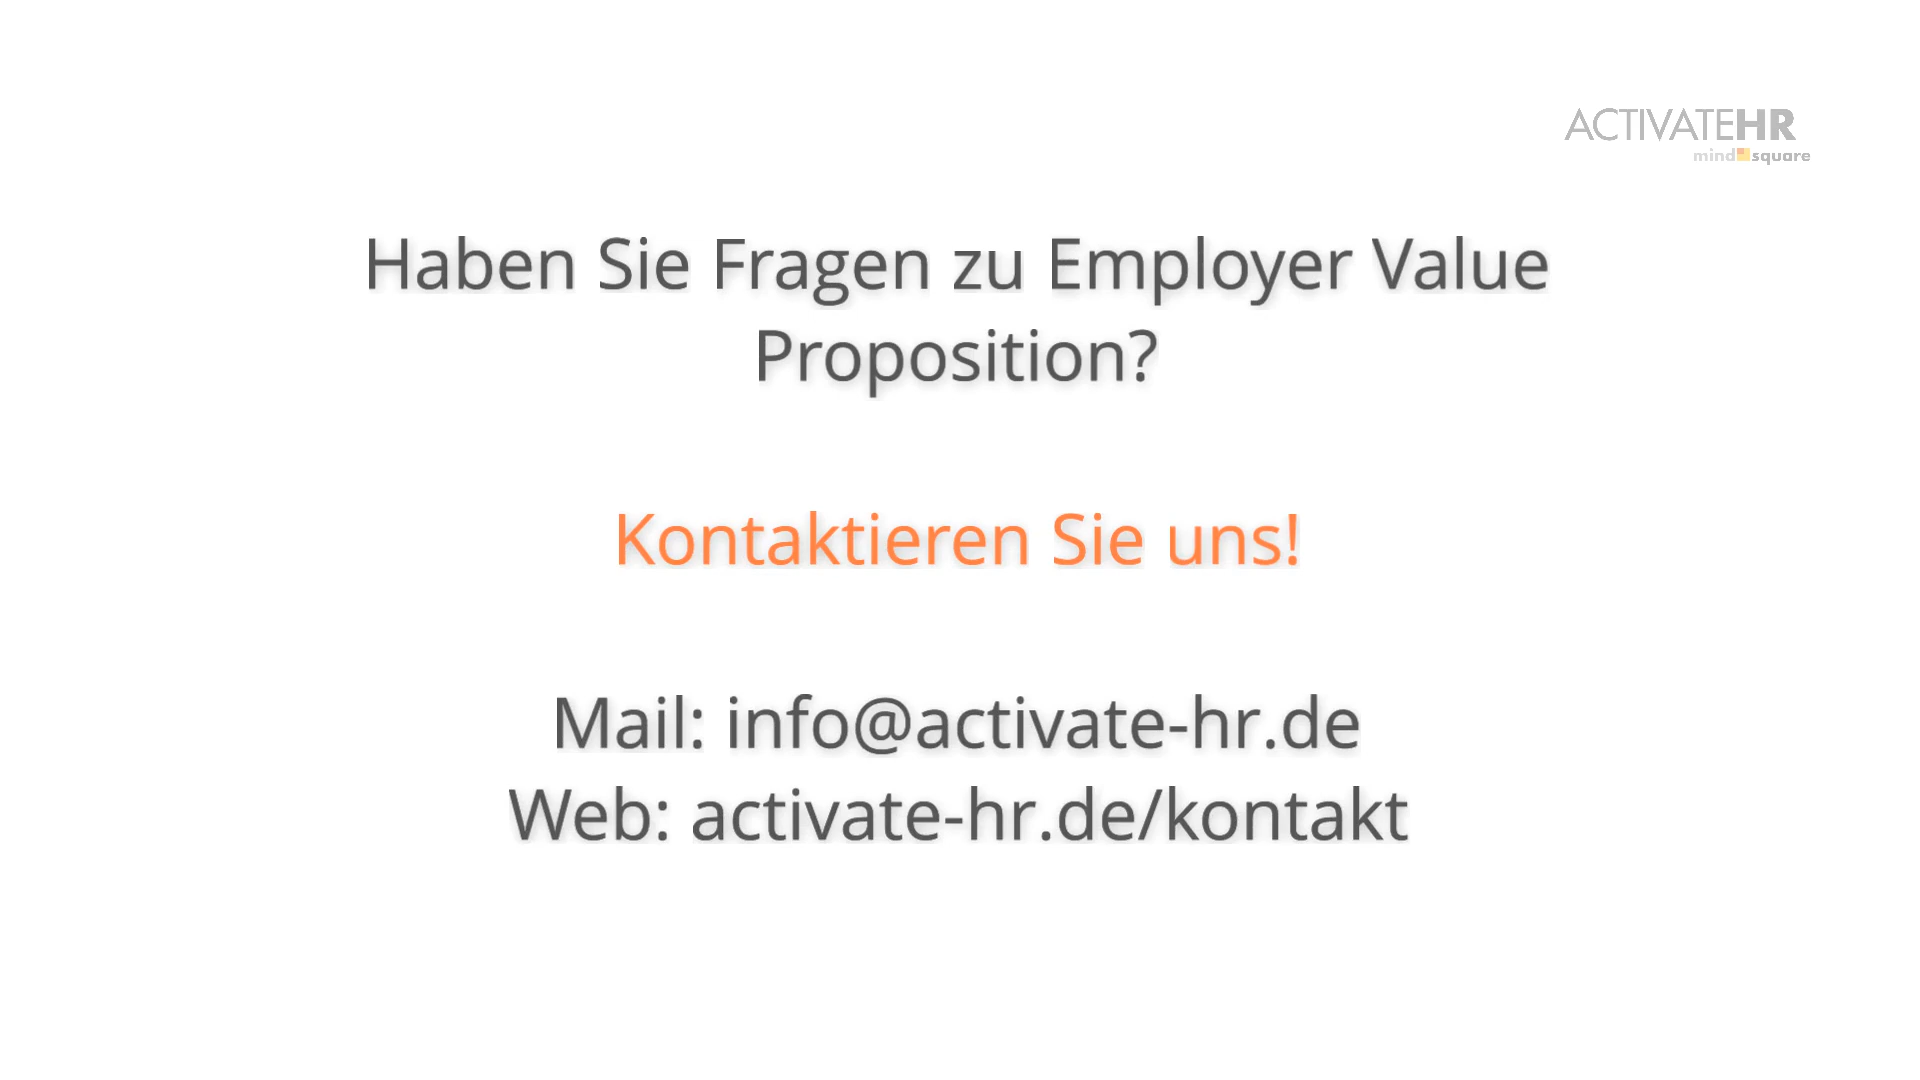 ACTIVATEHR
mindsquare
Haben Sie Fragen zu Employer Value
Proposition?
Kontaktieren Sie uns!
Mail: info@activate-hr.de
Web: activate-hr.de/kontakt